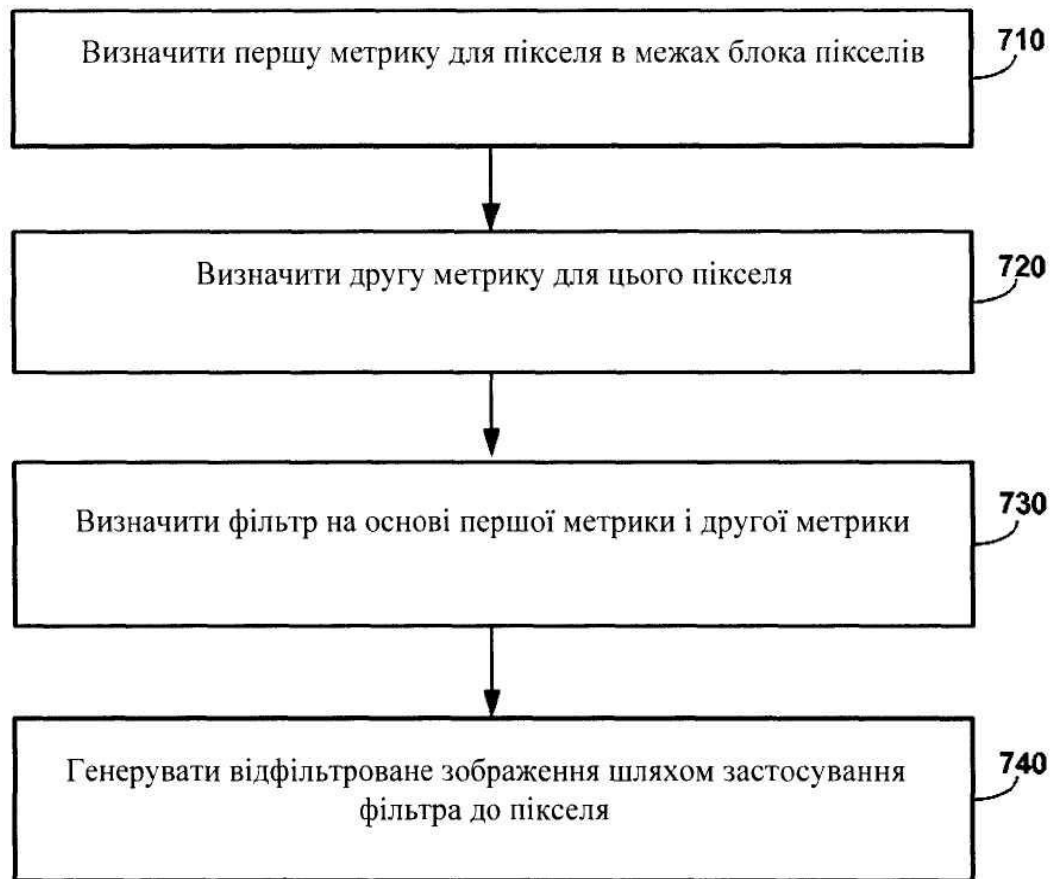 Визначити першу метрику для пікселя в межах блока пікселів
710
Визначити другу метрику для цього пікселя
720
Визначити фільтр на основі першої метрики і другої метрики
730
Генерувати відфільтроване зображення шляхом застосування
фільтра до пікселя
740